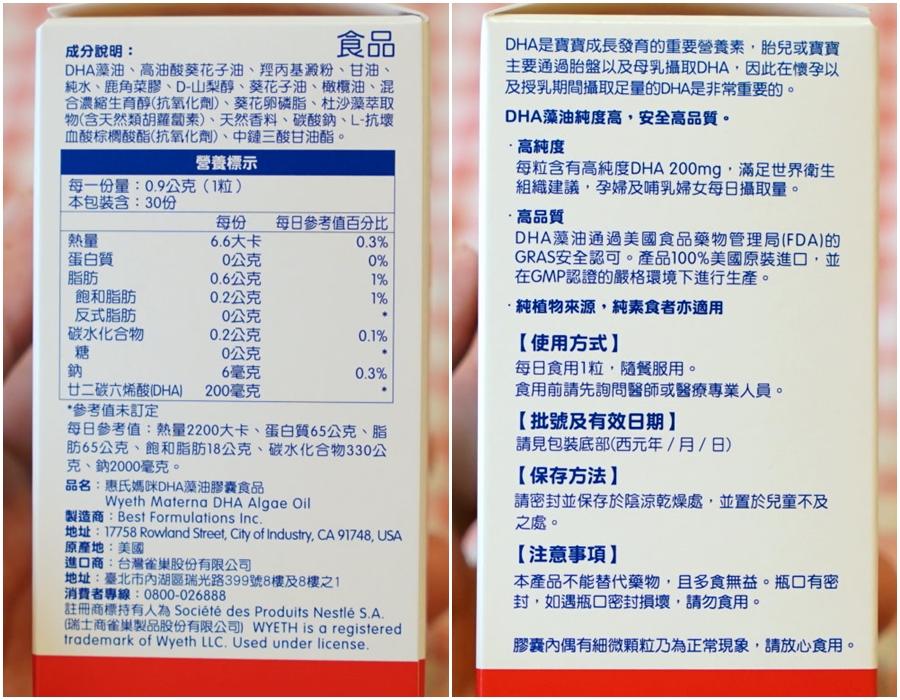 食品
成分說明：
DHA藻油、高油酸葵花子油、羥丙基澱粉、甘油、
純水、鹿角菜膠、D-山梨醇、葵花子油、橄欖油、混
合濃縮生育醇(抗氧化劑)、葵花卵磷脂、杜沙藻萃取
物(含天然類胡蘿蔔素)、天然香料、碳酸鈉、L-抗壞
血酸棕櫚酸酯(抗氧化劑)、中鏈三酸甘油酯。
營養標示
每一份量：0.9公克（1粒）
本包裝含：30份
每份 每日參考值百分比
熱量 6.6大卡 0.3%
蛋白質 0公克 0%
脂肪 0.6公克 1%
飽和脂肪 0.2公克 1%
反式脂肪 0公克 *
碳水化合物 0.2公克 0.1%
糖 0公克 *
鈉 6毫克 0.3%
廿二碳六烯酸(DHA) 200毫克 *
*參考值未訂定
每日參考值：熱量2200大卡、蛋白質65公克、脂
肪65公克、飽和脂肪18公克、碳水化合物330公
克、鈉2000毫克。
品名：惠氏媽咪DHA藻油膠囊食品
Wyeth Materna DHA Algae Oil
製造商：Best Formulations Inc.
地址：17758 Rowland Street, City of Industry, CA 91748, USA
原產地：美國
進口商：台灣雀巢股份有限公司
地址：臺北市內湖區瑞光路399號8樓及8樓之1
消費者專線：0800-026888
註冊商標持有人為 Société des Produits Nestlé S.A.
(瑞士商雀巢製品股份有限公司) WYETH is a registered
trademark of Wyeth LLC. Used under license.
DHA是寶寶成長發育的重要營養素，胎兒或寶寶
主要通過胎盤以及母乳攝取DHA，因此在懷孕以
及授乳期間攝取足量的DHA是非常重要的。
DHA藻油純度高，安全高品質。
·高純度
每粒含有高純度DHA 200mg，滿足世界衛生
組織建議，孕婦及哺乳婦女每日攝取量。
·高品質
DHA藻油通過美國食品藥物管理局(FDA)的
GRAS安全認可。產品100%美國原裝進口，並
在GMP認證的嚴格環境下進行生產。
·純植物來源，純素食者亦適用
【使用方式】
每日食用1粒，隨餐服用。
食用前請先詢問醫師或醫療專業人員。
【批號及有效日期】
請見包裝底部(西元年 / 月 / 日)
【保存方法】
請密封並保存於陰涼乾燥處，並置於兒童不及
之處。
【注意事項】
本產品不能替代藥物，且多食無益。瓶口有密
封，如遇瓶口密封損壞，請勿食用。
膠囊內偶有細微顆粒乃為正常現象，請放心食用。